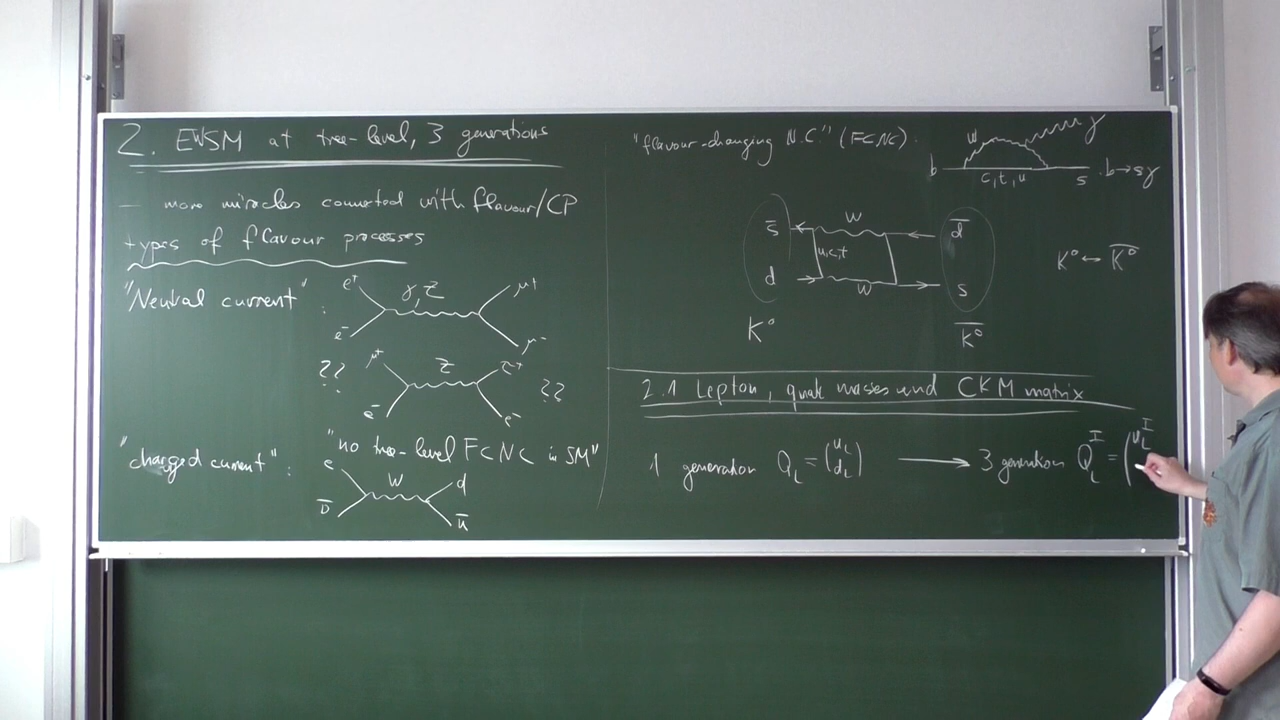 2. EWSM at tree-level, 3 generations
— more miracles connected with flavour/CP
types of flavour processes
"Neutral current" :
e⁺ γ, Z μ⁺
e⁻ μ⁻
?? μ⁺ Z τ⁺ ??
e⁻ e⁻
"no tree-level FCNC in SM"
"charged current" :
e W d
ν̄ ū
"flavour-changing N.C." (FCNC) :
W γ
b c, t, u s b → sγ
s̄ W d̄
u, c, t
d W s
K⁰ ↔ K̄⁰
K⁰ K̄⁰
2.1 Lepton, quark masses and CKM matrix
1 generation Q_L = (u_L d_L) ⟶ 3 generations Q_L^I = (u_L^I